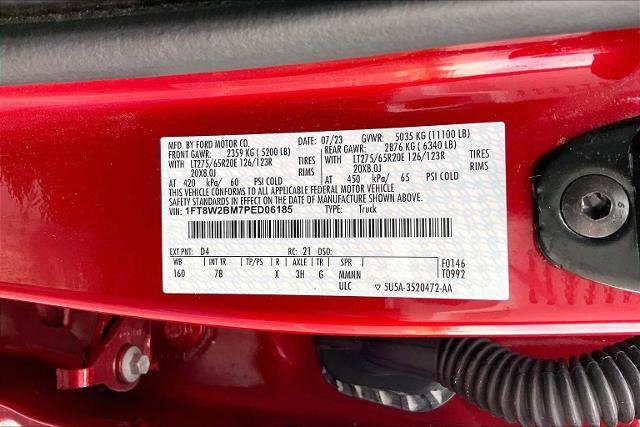 MFD. BY FORD MOTOR CO. 07/23 GVWR: 5035 KG (11100 LB)
FRONT GAWR: 2359 KG ( 5200 LB) REAR GAWR: 2876 KG ( 6340 LB)
WITH LT275/65R20E 126/123R TIRES WITH LT275/65R20E 126/123R TIRES
20X8.0J RIMS 20X8.0J RIMS
AT 420 kPa/ 60 PSI COLD AT 450 kPa/ 65 PSI COLD
THIS VEHICLE CONFORMS TO ALL APPLICABLE FEDERAL MOTOR VEHICLE
SAFETY STANDARDS IN EFFECT ON THE DATE OF MANUFACTURE SHOWN ABOVE.
VIN: 1FT8W2BM7PED06185 TYPE: Truck
EXT PNT: D4 RC: 21 DSO:
WB INT TR TP/PS R AXLE TR SPR F0146
160 7B X 3H G MMNN T0992
ULC ▽ 5U5A-3S20472-AA